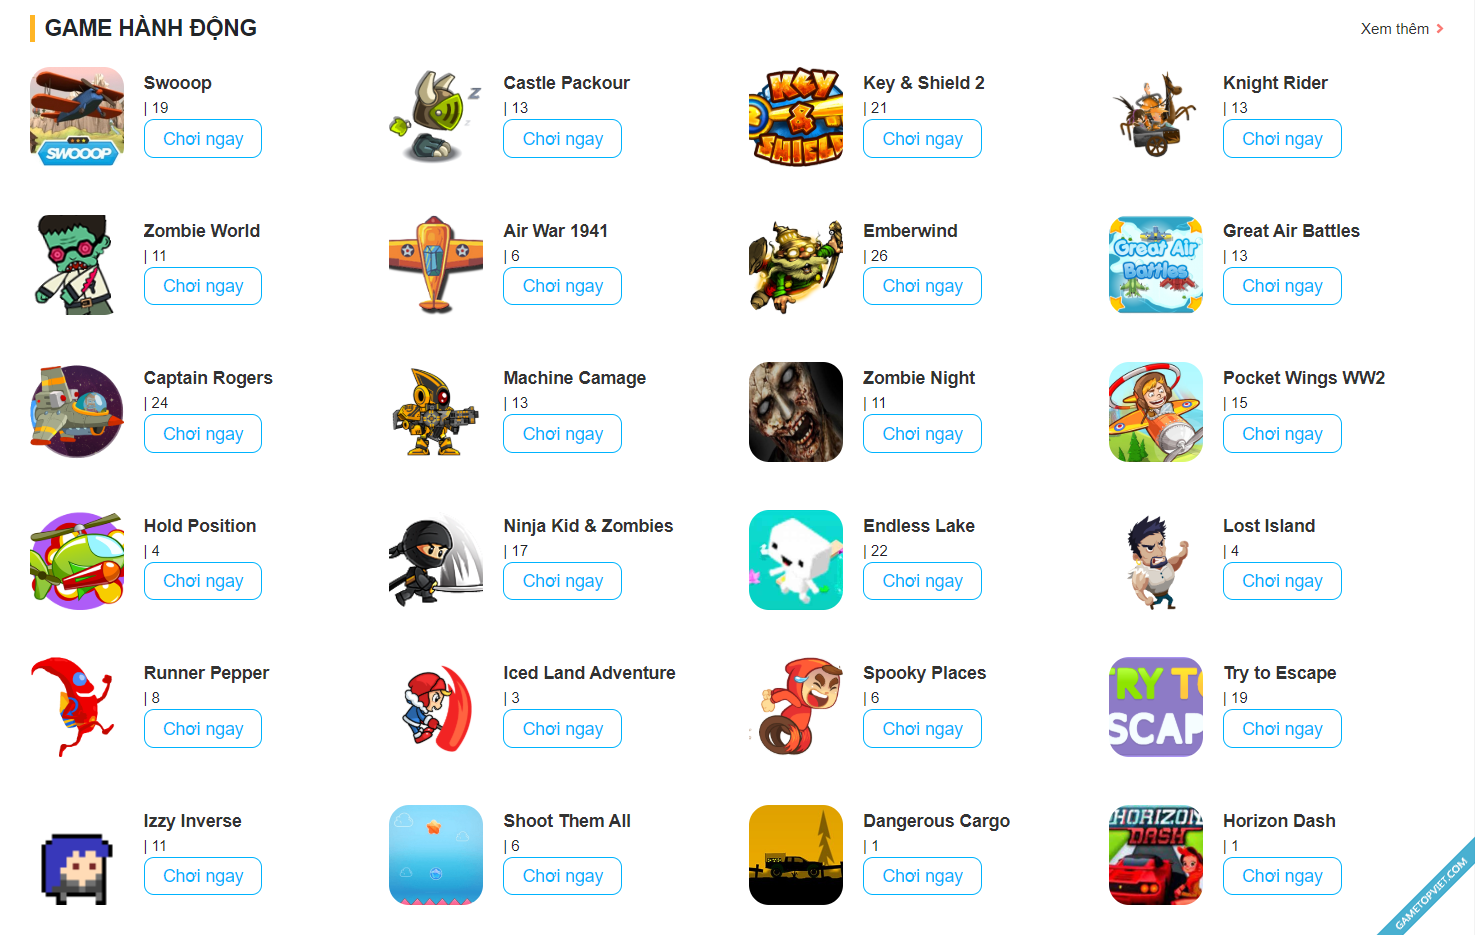 GAME HÀNH ĐỘNG
Xem thêm
Swooop
| 19
Chơi ngay
SWOOOP
Castle Packour
| 13
Chơi ngay
Z
z
Key & Shield 2
| 21
Chơi ngay
KEY
&
SHIELD
Knight Rider
| 13
Chơi ngay
Zombie World
| 11
Chơi ngay
Air War 1941
| 6
Chơi ngay
Emberwind
| 26
Chơi ngay
Great Air Battles
| 13
Chơi ngay
Great Air
Battles
Captain Rogers
| 24
Chơi ngay
Machine Camage
| 13
Chơi ngay
Zombie Night
| 11
Chơi ngay
Pocket Wings WW2
| 15
Chơi ngay
Hold Position
| 4
Chơi ngay
Ninja Kid & Zombies
| 17
Chơi ngay
Endless Lake
| 22
Chơi ngay
Lost Island
| 4
Chơi ngay
Runner Pepper
| 8
Chơi ngay
Iced Land Adventure
| 3
Chơi ngay
Spooky Places
| 6
Chơi ngay
Try to Escape
| 19
Chơi ngay
TRY TO
SCAP
Izzy Inverse
| 11
Chơi ngay
Shoot Them All
| 6
Chơi ngay
Dangerous Cargo
| 1
Chơi ngay
Horizon Dash
| 1
Chơi ngay
HORIZON
DASH
GAMETOPVIET.COM